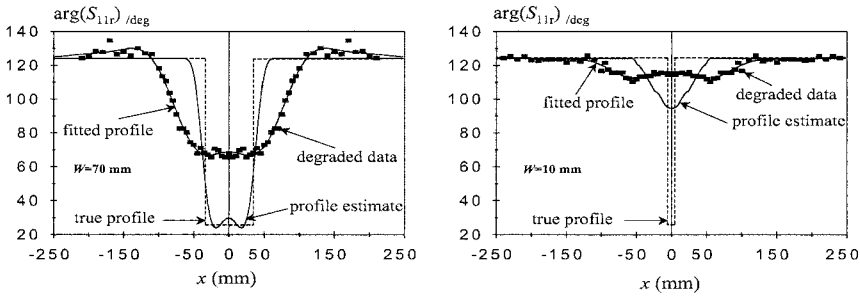 arg(S11r) /deg
140
120
100
80
60
40
20
fitted profile
degraded data
W=70 mm
true profile
profile estimate
-250 -150 -50 0 50 150 250
x (mm)
arg(S11r) /deg
140
120
100
80
60
40
20
fitted profile
degraded data
profile estimate
W=10 mm
true profile
-250 -150 -50 0 50 150 250
x (mm)